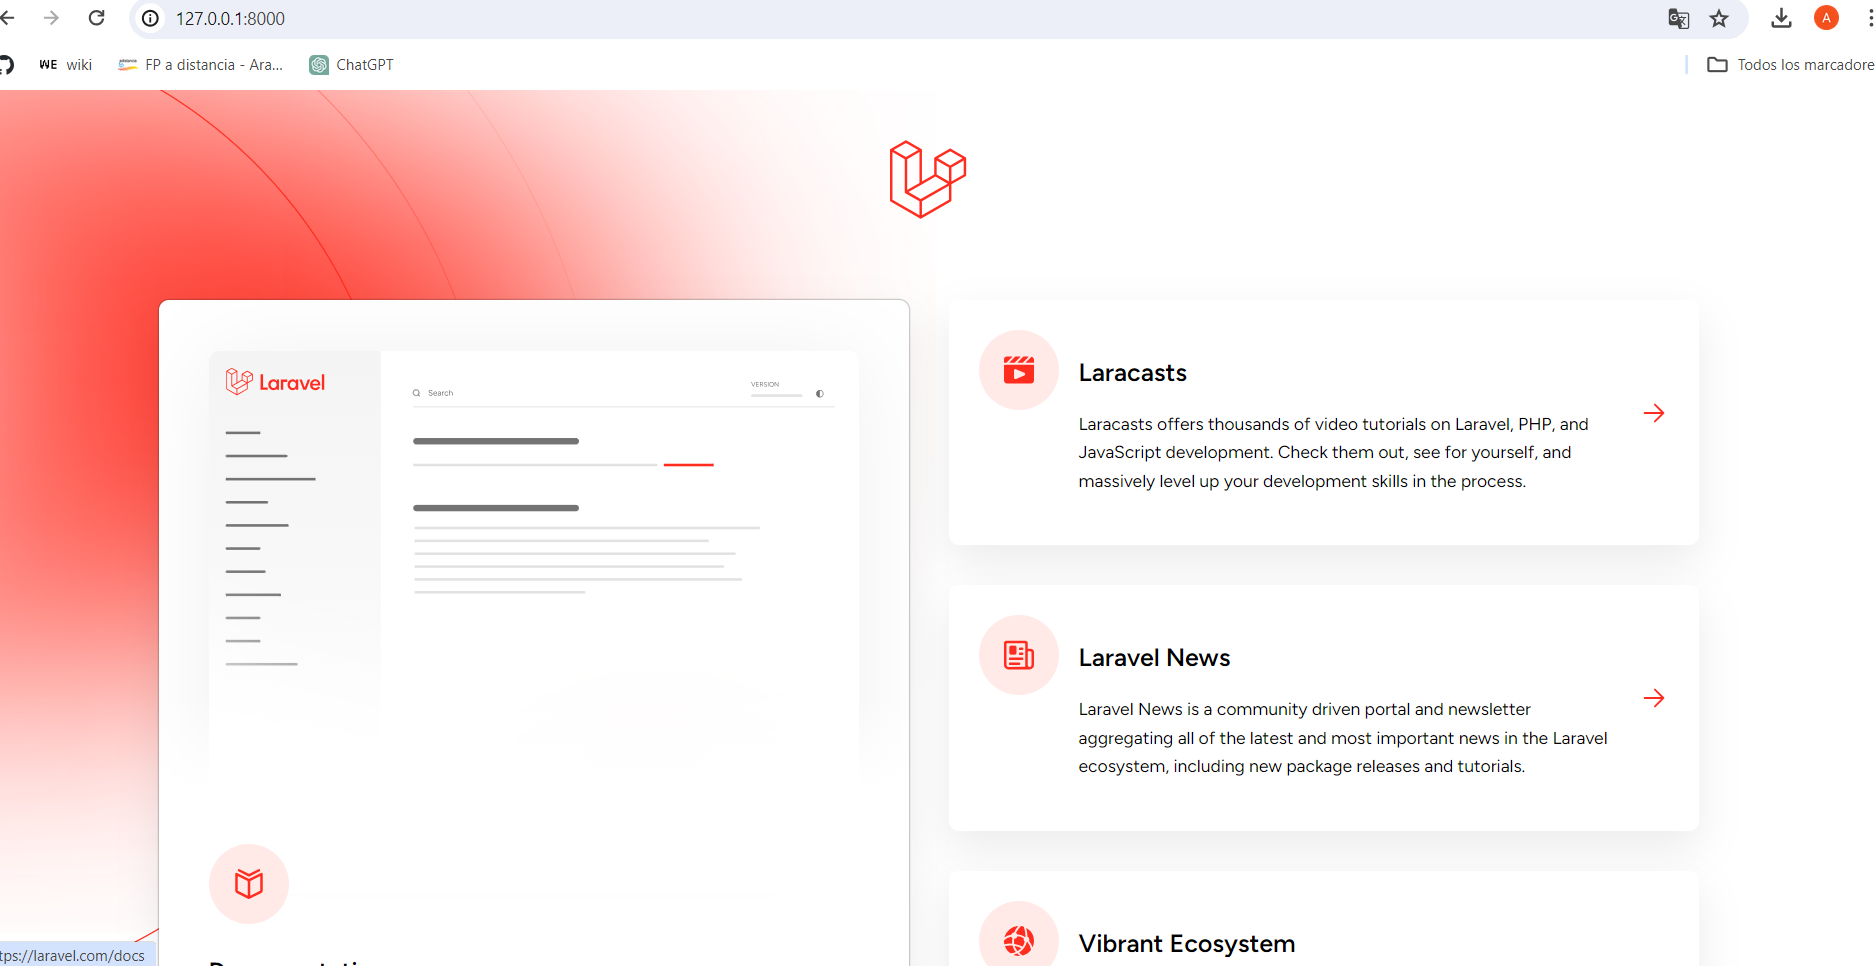 127.0.0.1:8000
WE wiki
FP a distancia - Ara...
ChatGPT
Todos los marcadore
Laravel
Search
VERSION
Laracasts
Laracasts offers thousands of video tutorials on Laravel, PHP, and
JavaScript development. Check them out, see for yourself, and
massively level up your development skills in the process.
Laravel News
Laravel News is a community driven portal and newsletter
aggregating all of the latest and most important news in the Laravel
ecosystem, including new package releases and tutorials.
Vibrant Ecosystem
tps://laravel.com/docs
A